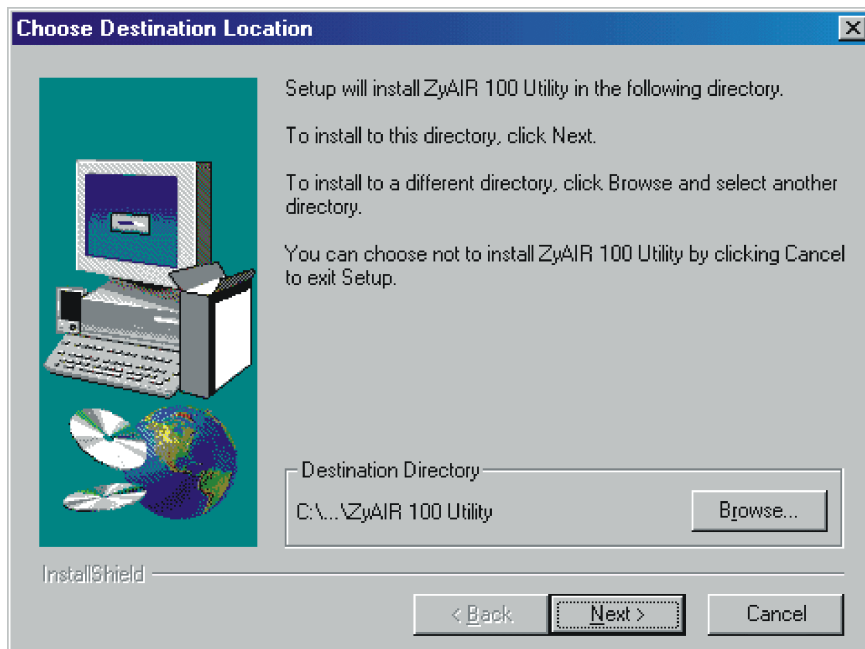 Choose Destination Location
Setup will install ZyAIR 100 Utility in the following directory.
To install to this directory, click Next.
To install to a different directory, click Browse and select another
directory.
You can choose not to install ZyAIR 100 Utility by clicking Cancel
to exit Setup.
Destination Directory
C:\...\ZyAIR 100 Utility
Browse...
InstallShield
< Back
Next >
Cancel